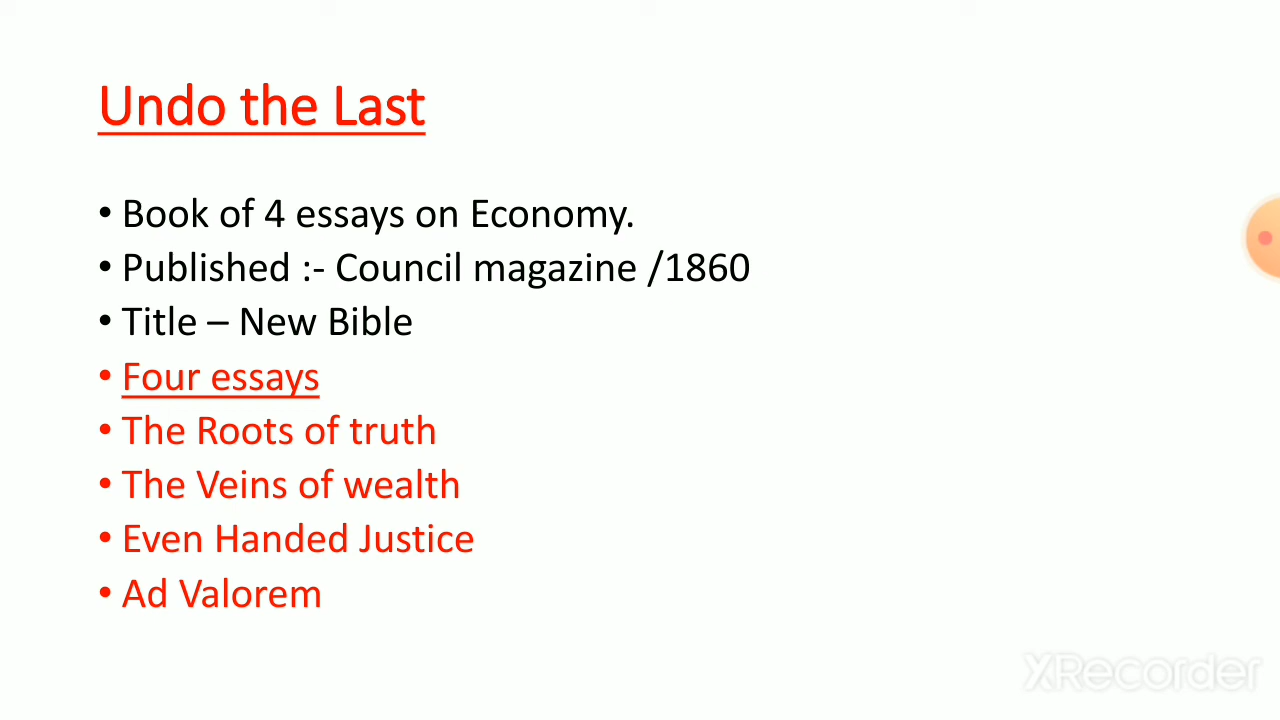 Undo the Last
• Book of 4 essays on Economy.
• Published :- Council magazine /1860
• Title – New Bible
• Four essays
• The Roots of truth
• The Veins of wealth
• Even Handed Justice
• Ad Valorem
XRecorder